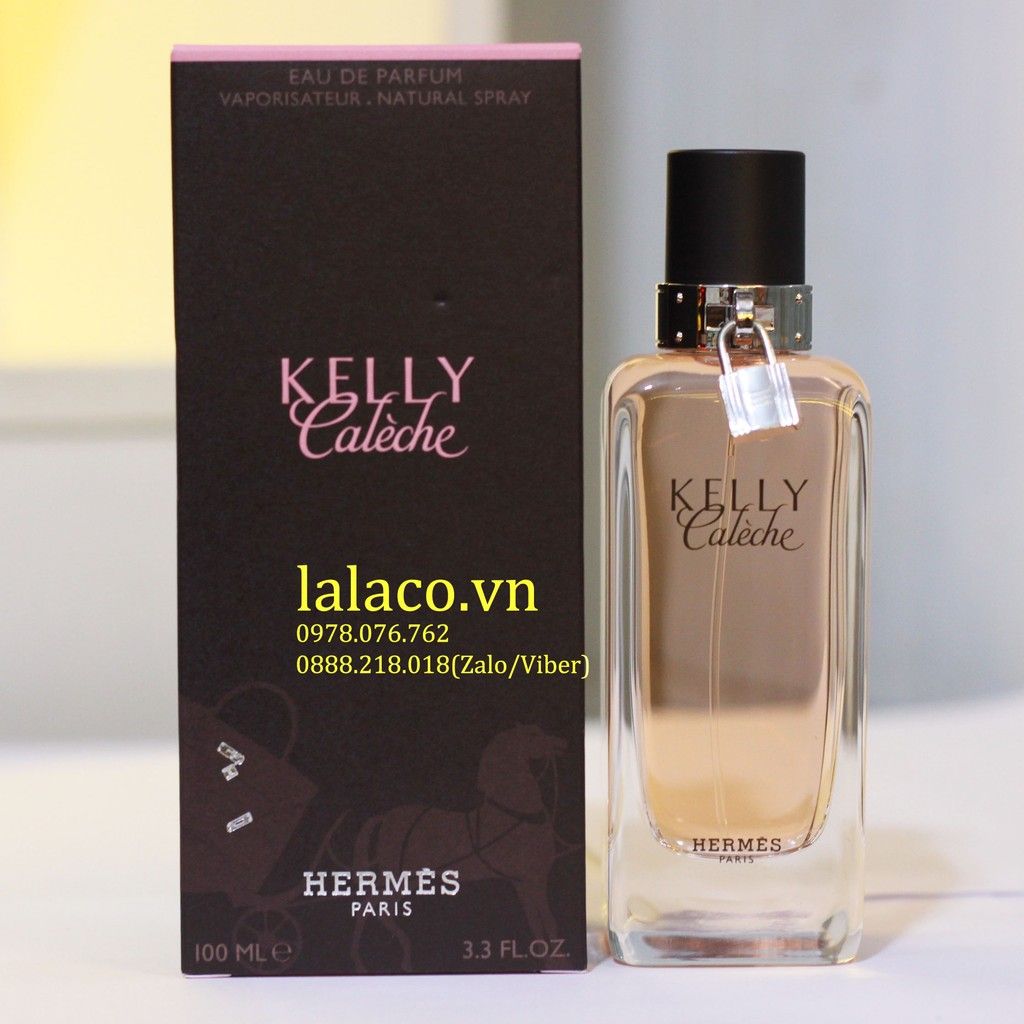 EAU DE PARFUM
VAPORISATEUR . NATURAL SPRAY
KELLY
Calèche
lalaco.vn
0978.076.762
0888.218.018(Zalo/Viber)
HERMÈS
PARIS
100 ML e
3.3 FL.OZ.
KELLY
Calèche
HERMÈS
PARIS